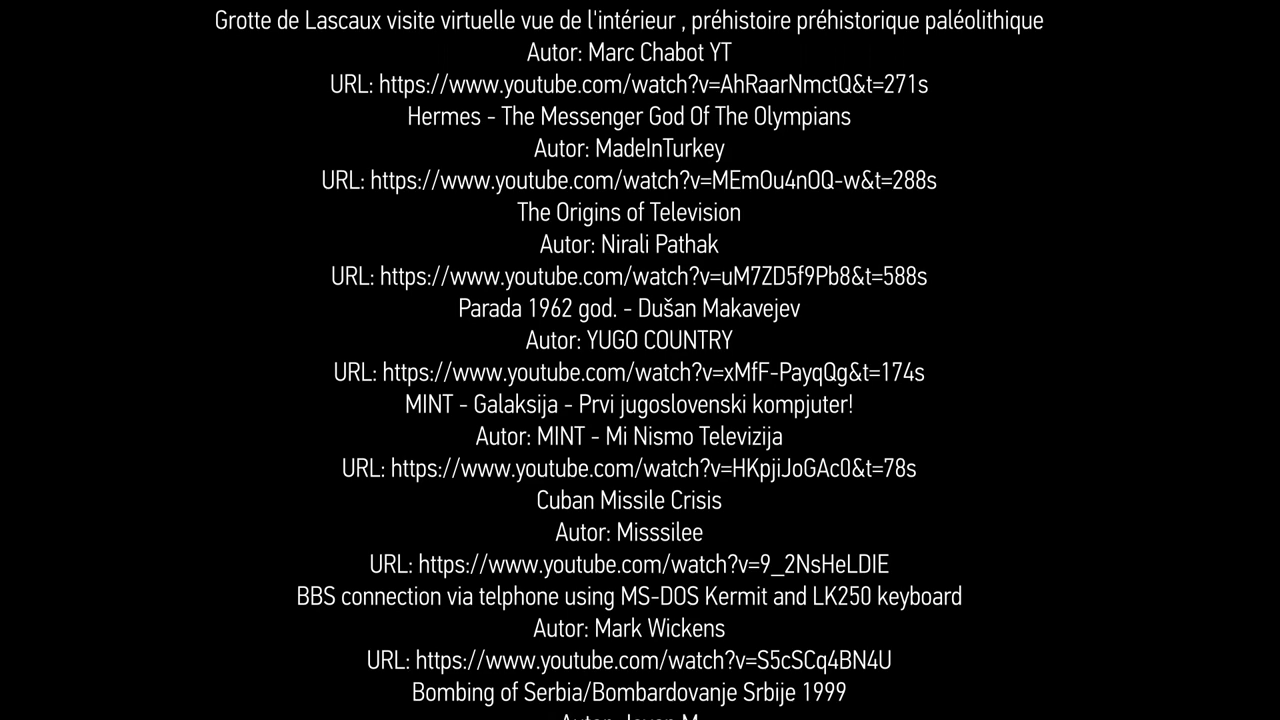 Grotte de Lascaux visite virtuelle vue de l'intérieur , préhistoire préhistorique paléolithique
Autor: Marc Chabot YT
URL: https://www.youtube.com/watch?v=AhRaarNmctQ&t=271s
Hermes - The Messenger God Of The Olympians
Autor: MadeInTurkey
URL: https://www.youtube.com/watch?v=MEmOu4nOQ-w&t=288s
The Origins of Television
Autor: Nirali Pathak
URL: https://www.youtube.com/watch?v=uM7ZD5f9Pb8&t=588s
Parada 1962 god. - Dušan Makavejev
Autor: YUGO COUNTRY
URL: https://www.youtube.com/watch?v=xMfF-PayqQg&t=174s
MINT - Galaksija - Prvi jugoslovenski kompjuter!
Autor: MINT - Mi Nismo Televizija
URL: https://www.youtube.com/watch?v=HKpjiJoGAc0&t=78s
Cuban Missile Crisis
Autor: Misssilee
URL: https://www.youtube.com/watch?v=9_2NsHeLDIE
BBS connection via telphone using MS-DOS Kermit and LK250 keyboard
Autor: Mark Wickens
URL: https://www.youtube.com/watch?v=S5cSCq4BN4U
Bombing of Serbia/Bombardovanje Srbije 1999